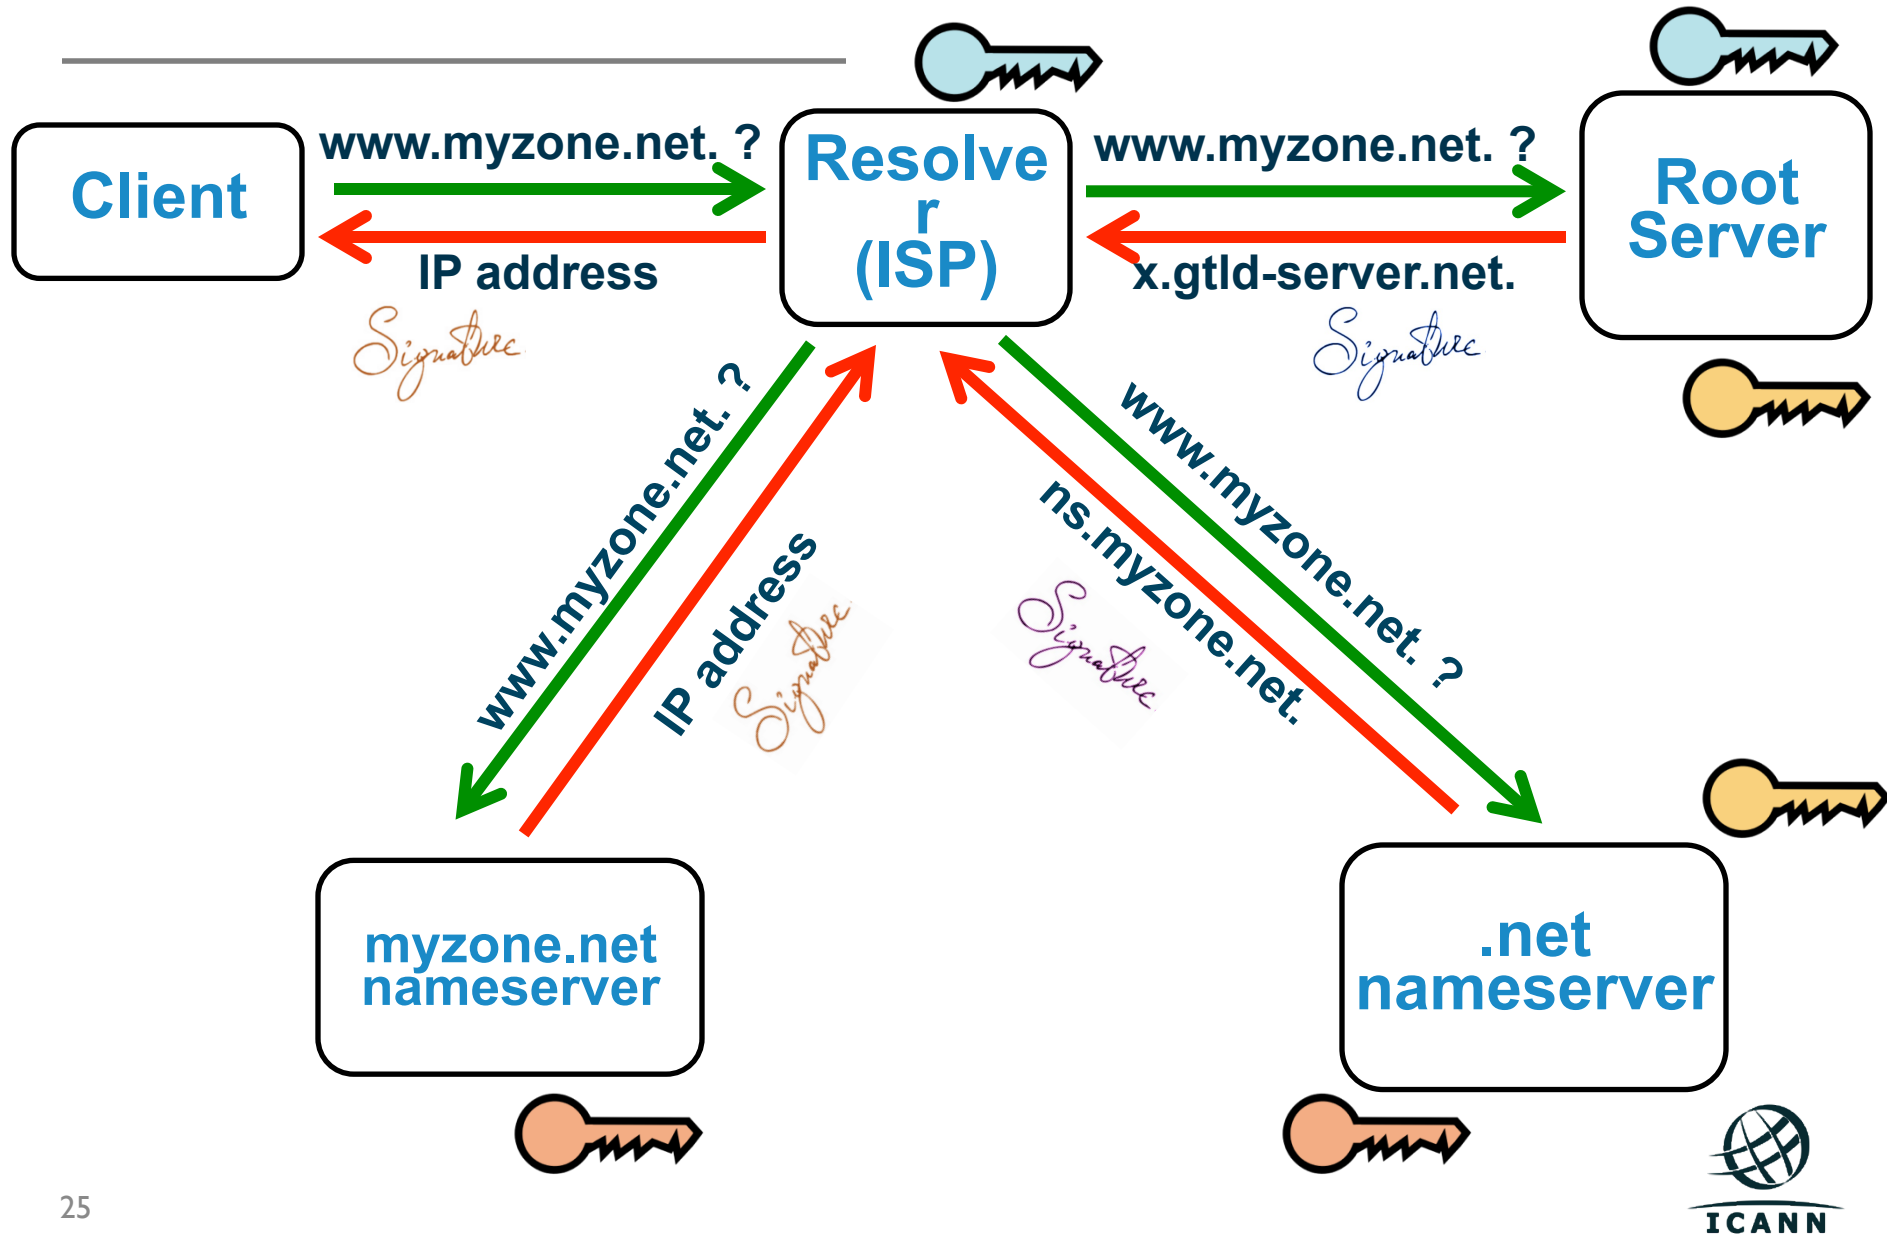 Client
www.myzone.net. ?
IP address
Signature
Resolve
r
(ISP)
www.myzone.net. ?
x.gtld-server.net.
Signature
Root
Server
www.myzone.net. ?
IP address
Signature
ns.myzone.net.
Signature
www.myzone.net. ?
myzone.net
nameserver
.net
nameserver
25
ICANN